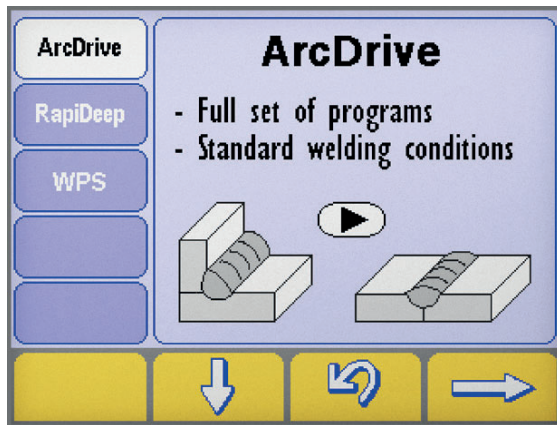 ArcDrive
RapiDeep
WPS
ArcDrive
- Full set of programs
- Standard welding conditions